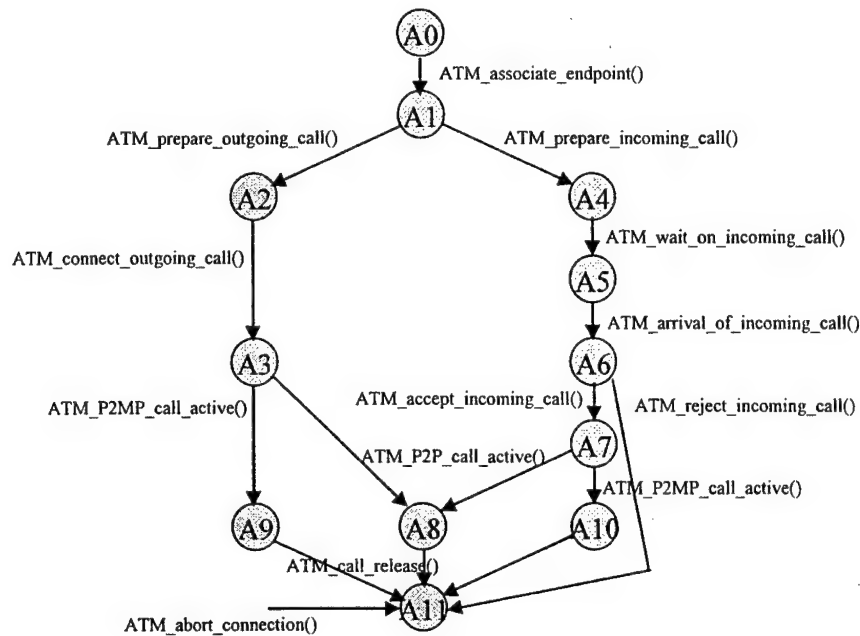 A0
ATM_associate_endpoint()
A1
ATM_prepare_outgoing_call()
ATM_prepare_incoming_call()
A2
A4
ATM_connect_outgoing_call()
ATM_wait_on_incoming_call()
A5
ATM_arrival_of_incoming_call()
A3
A6
ATM_P2MP_call_active()
ATM_accept_incoming_call()
ATM_reject_incoming_call()
A7
ATM_P2P_call_active()
ATM_P2MP_call_active()
A9
A8
A10
ATM_call_release()
A11
ATM_abort_connection()